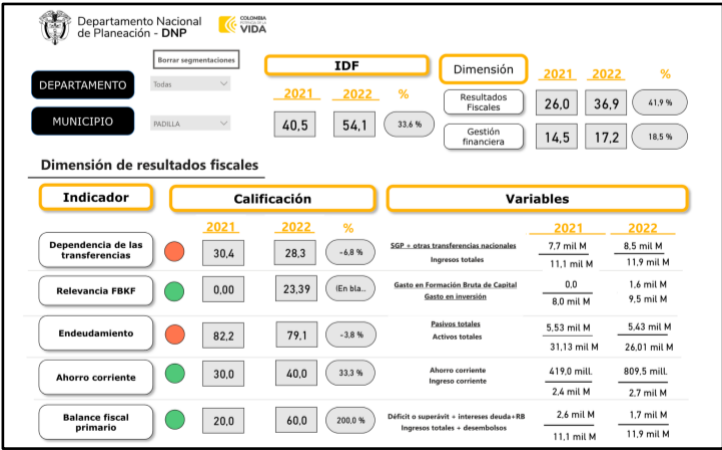 Departamento Nacional
de Planeación - DNP
COLOMBIA
POTENCIA DE LA
VIDA
Borrar segmentaciones
DEPARTAMENTO
Todas
MUNICIPIO
PADILLA
IDF
2021 2022 %
40,5 54,1 33.6 %
Dimensión
2021 2022 %
Resultados
Fiscales
26,0 36,9 41,9 %
Gestión
financiera
14,5 17,2 18,5 %
Dimensión de resultados fiscales
Indicador Calificación Variables
2021 2022 % 2021 2022
Dependencia de las
transferencias
30,4 28,3 -6,8 %
SGP + otras transferencias nacionales 7,7 mil M 8,5 mil M
Ingresos totales 11,1 mil M 11,9 mil M
Relevancia FBKF
0,00 23,39 (En bla...
Gasto en Formación Bruta de Capital 0,0 1,6 mil M
Gasto en inversión 8,0 mil M 9,5 mil M
Endeudamiento
82,2 79,1 -3,8 %
Pasivos totales 5,53 mil M 5,43 mil M
Activos totales 31,13 mil M 26,01 mil M
Ahorro corriente
30,0 40,0 33,3 %
Ahorro corriente 419,0 mill. 809,5 mill.
Ingreso corriente 2,4 mil M 2,7 mil M
Balance fiscal
primario
20,0 60,0 200,0 %
Déficit o superávit + intereses deuda+RB 2,6 mil M 1,7 mil M
Ingresos totales + desembolsos 11,1 mil M 11,9 mil M